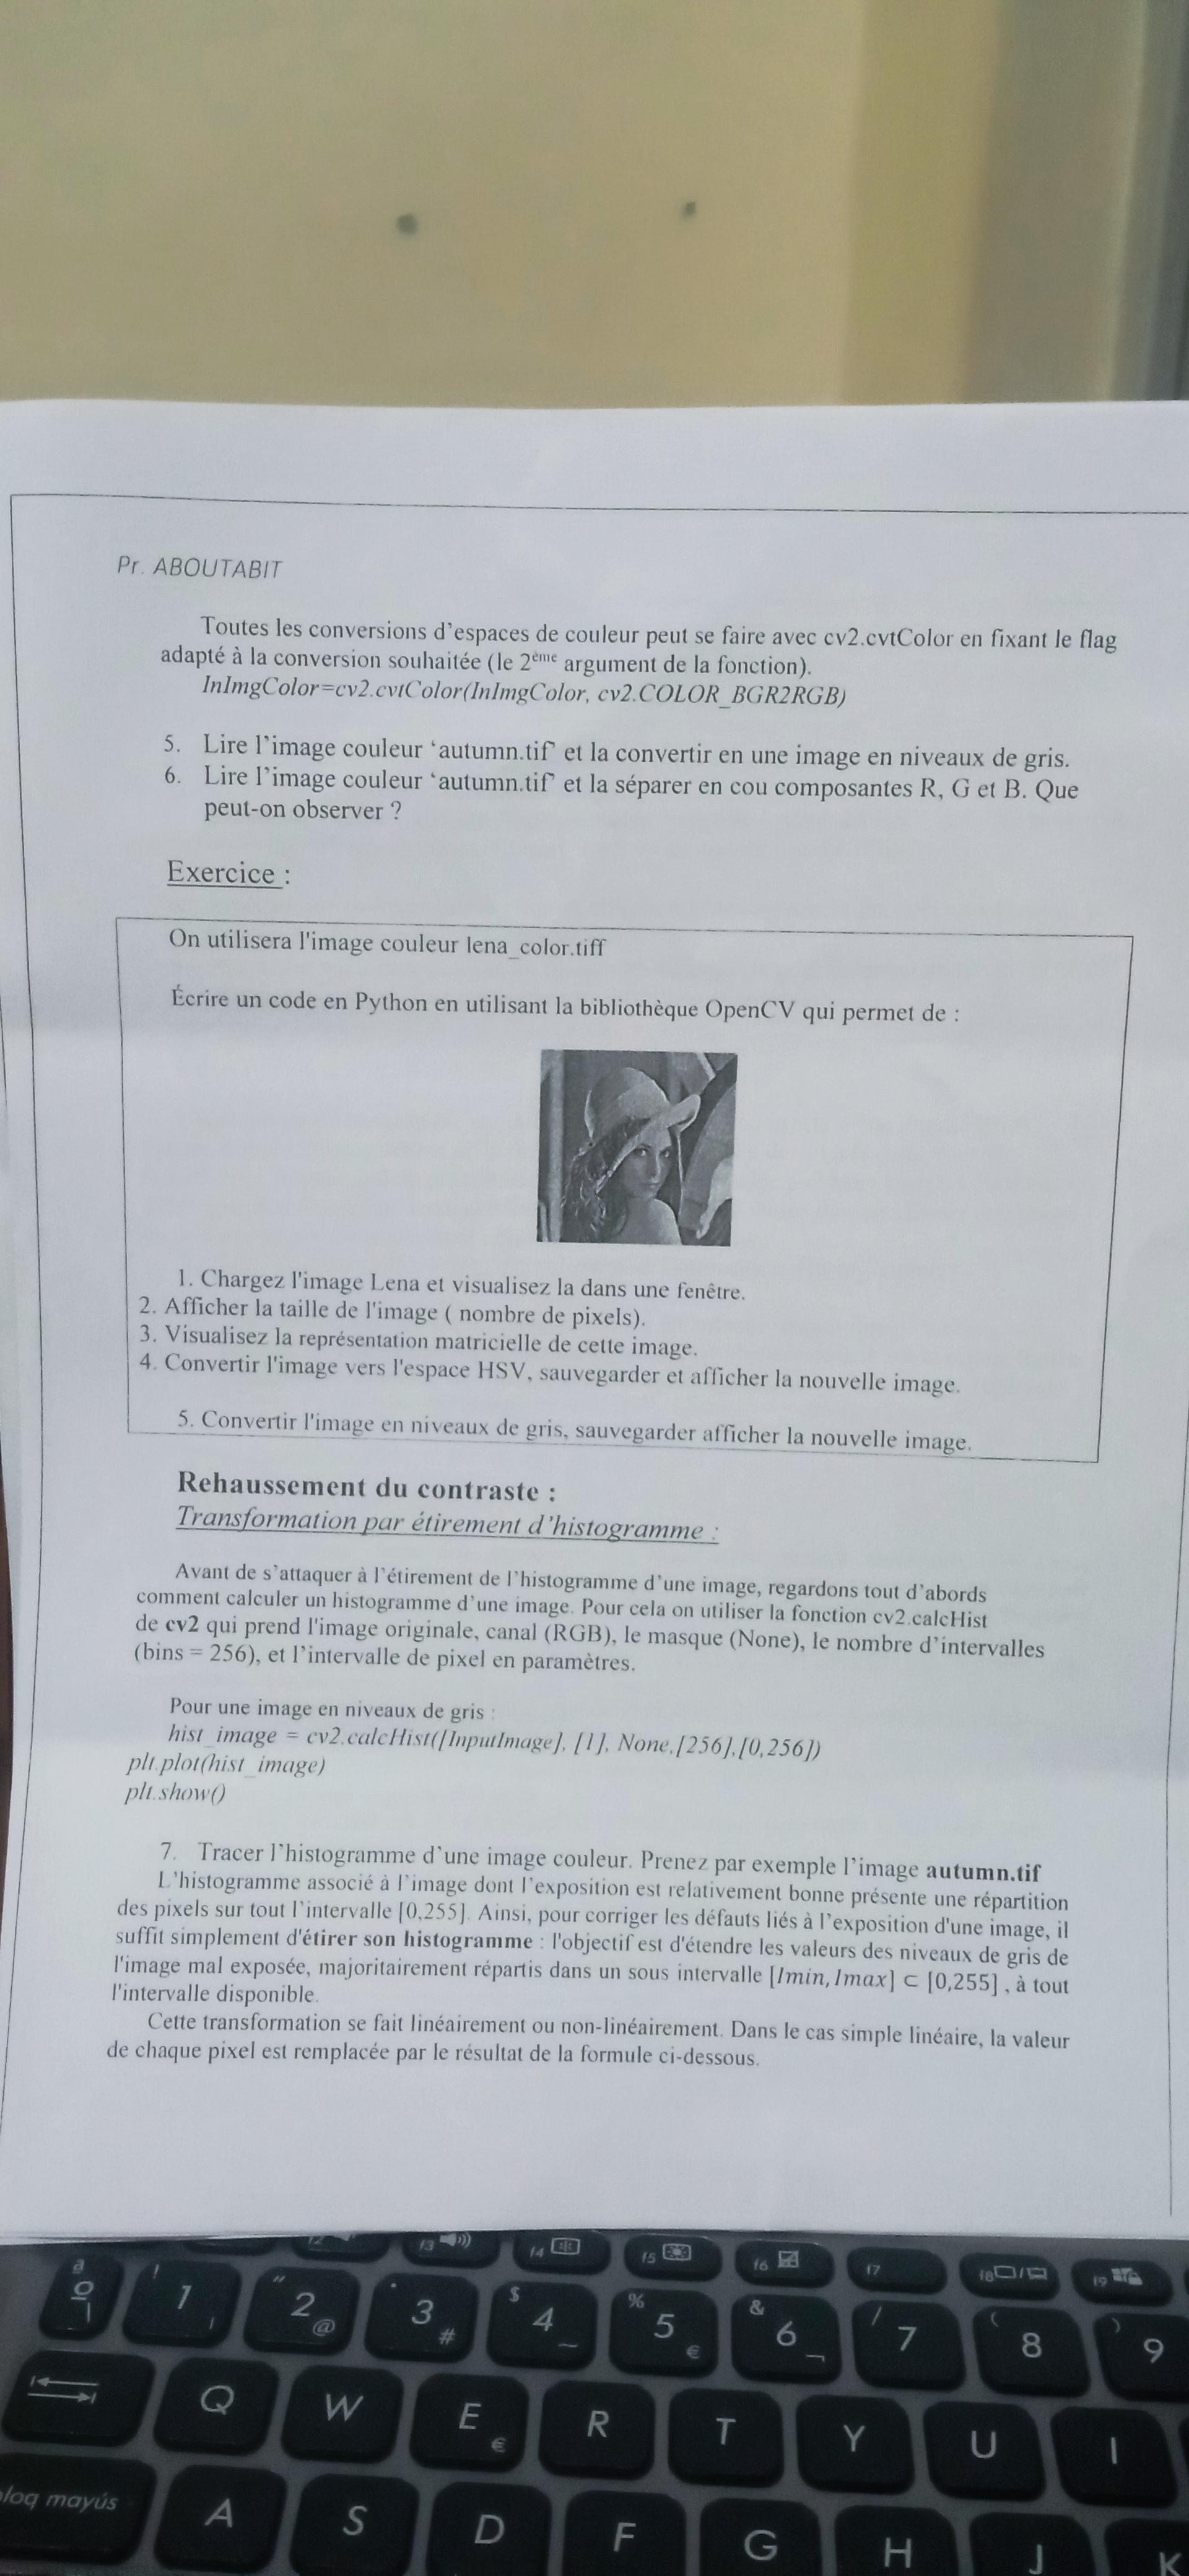 Pr. ABOUTABIT
Toutes les conversions d'espaces de couleur peut se faire avec cv2.cvtColor en fixant le flag
adapté à la conversion souhaitée (le 2ème argument de la fonction).
InImgColor=cv2.cvtColor(InImgColor, cv2.COLOR_BGR2RGB)
5. Lire l'image couleur 'autumn.tif' et la convertir en une image en niveaux de gris.
6. Lire l'image couleur 'autumn.tif' et la séparer en cou composantes R, G et B. Que
peut-on observer ?
Exercice :
On utilisera l'image couleur lena_color.tiff
Écrire un code en Python en utilisant la bibliothèque OpenCV qui permet de :
1. Chargez l'image Lena et visualisez la dans une fenêtre.
2. Afficher la taille de l'image ( nombre de pixels).
3. Visualisez la représentation matricielle de cette image.
4. Convertir l'image vers l'espace HSV, sauvegarder et afficher la nouvelle image.
5. Convertir l'image en niveaux de gris, sauvegarder afficher la nouvelle image.
Rehaussement du contraste :
Transformation par étirement d'histogramme :
Avant de s'attaquer à l'étirement de l'histogramme d'une image, regardons tout d'abords
comment calculer un histogramme d'une image. Pour cela on utiliser la fonction cv2.calcHist
de cv2 qui prend l'image originale, canal (RGB), le masque (None), le nombre d'intervalles
(bins = 256), et l'intervalle de pixel en paramètres.
Pour une image en niveaux de gris :
hist_image = cv2.calcHist([InputImage], [1], None,[256],[0,256])
plt.plot(hist_image)
plt.show()
7. Tracer l'histogramme d'une image couleur. Prenez par exemple l'image autumn.tif
L'histogramme associé à l'image dont l'exposition est relativement bonne présente une répartition
des pixels sur tout l'intervalle [0,255]. Ainsi, pour corriger les défauts liés à l'exposition d'une image, il
suffit simplement d'étirer son histogramme : l'objectif est d'étendre les valeurs des niveaux de gris de
l'image mal exposée, majoritairement répartis dans un sous intervalle [Imin, Imax] ⊂ [0,255] , à tout
l'intervalle disponible.
Cette transformation se fait linéairement ou non-linéairement. Dans le cas simple linéaire, la valeur
de chaque pixel est remplacée par le résultat de la formule ci-dessous.
f3 f4 f5 f6 f7 f8 f9
ª º \ ! 1 | " 2 @ · 3 # $ 4 ~ % 5 € & 6 ¬ / 7 ( 8 ) 9
Q W E € R T Y U I
bloq mayús A S D F G H J K